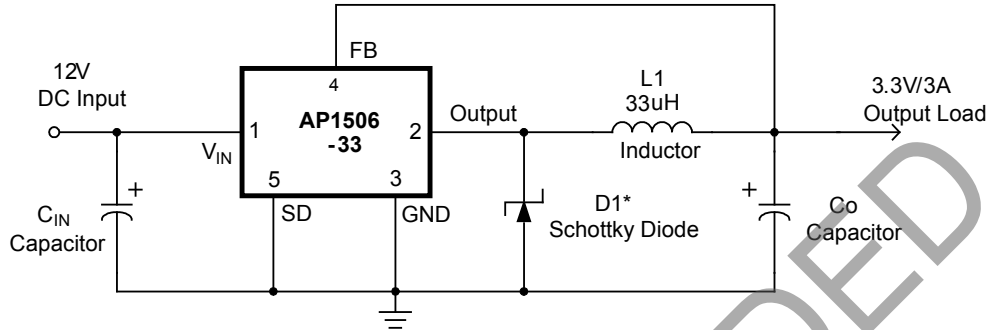 FB
12V
DC Input
4
L1
33uH
3.3V/3A
Output Load
AP1506
-33
1
2
Output
VIN
Inductor
5
3
SD
GND
+
CIN
Capacitor
D1*
Schottky Diode
+
Co
Capacitor
DED